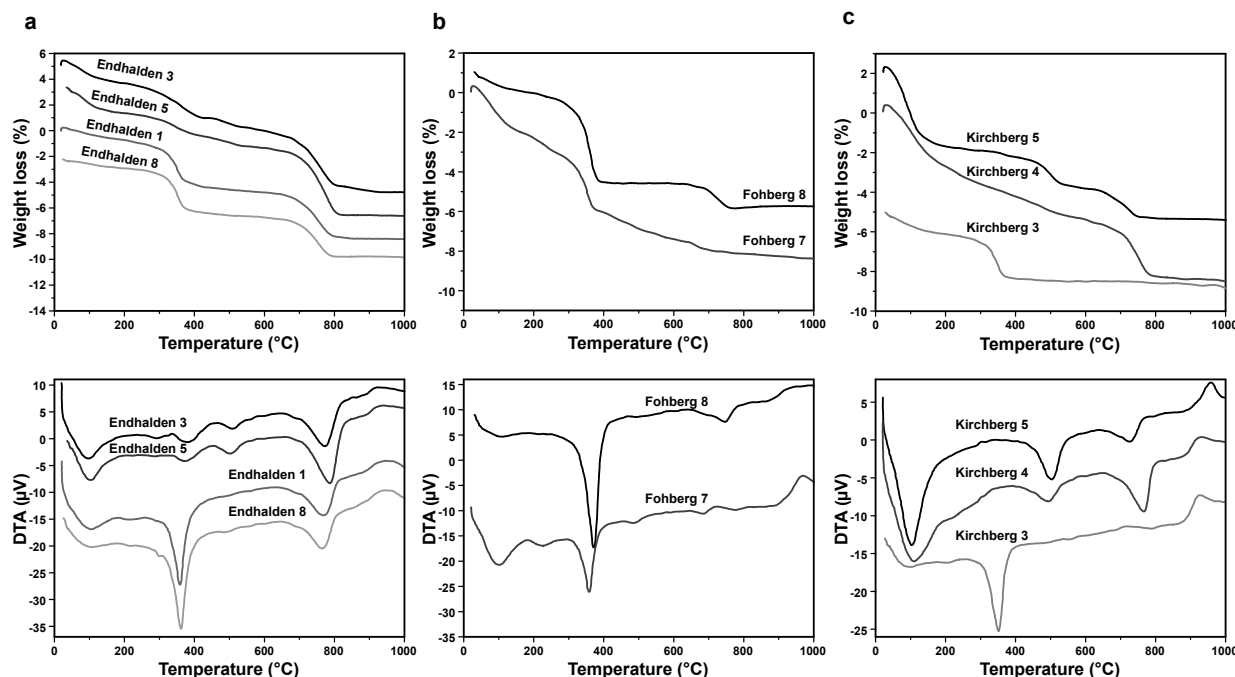 a
b
c
6
4
2
0
-2
-4
-6
-8
-10
-12
-14
Weight loss (%)
Endhalden 3
Endhalden 5
Endhalden 1
Endhalden 8
0 200 400 600 800 1000
Temperature (°C)
2
0
-2
-4
-6
-8
-10
Weight loss (%)
Fohberg 8
Fohberg 7
0 200 400 600 800 1000
Temperature (°C)
2
0
-2
-4
-6
-8
-10
Weight loss (%)
Kirchberg 5
Kirchberg 4
Kirchberg 3
0 200 400 600 800 1000
Temperature (°C)
10
5
0
-5
-10
-15
-20
-25
-30
-35
DTA (µV)
Endhalden 3
Endhalden 5
Endhalden 1
Endhalden 8
0 200 400 600 800 1000
Temperature (°C)
15
10
5
0
-5
-10
-15
-20
-25
-30
-35
DTA (µV)
Fohberg 8
Fohberg 7
0 200 400 600 800 1000
Temperature (°C)
5
0
-5
-10
-15
-20
-25
DTA (µV)
Kirchberg 5
Kirchberg 4
Kirchberg 3
0 200 400 600 800 1000
Temperature (°C)